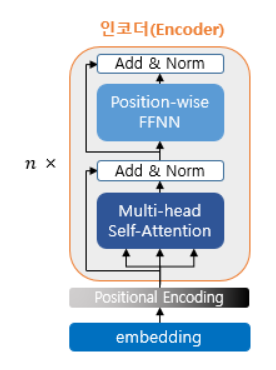 인코더(Encoder)
Add & Norm
Position-wise
FFNN
n ×
Add & Norm
Multi-head
Self-Attention
Positional Encoding
embedding